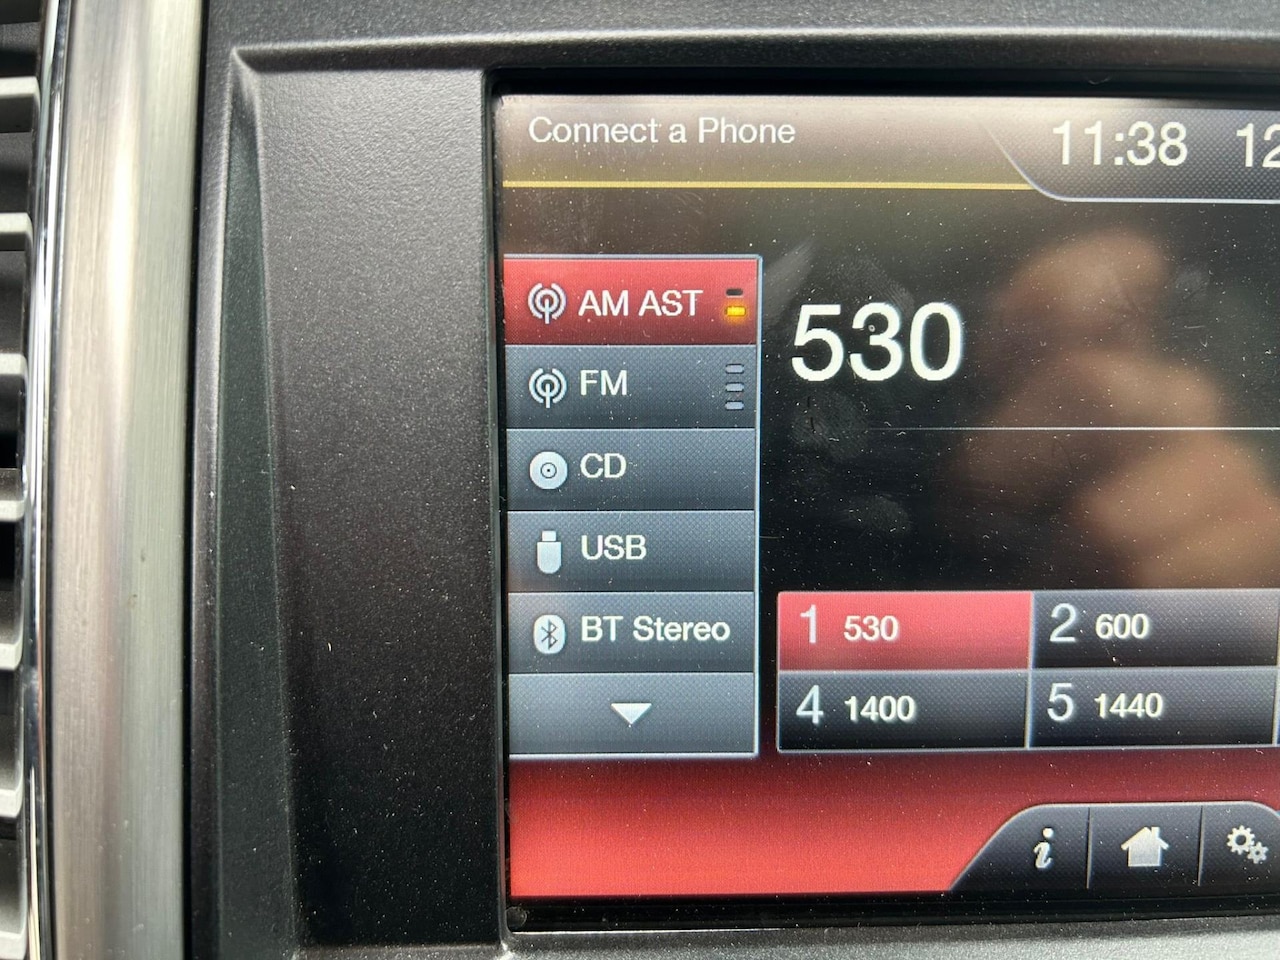 Connect a Phone
11:38 12
AM AST
530
FM
CD
USB
BT Stereo
1 530
2 600
4 1400
5 1440
i